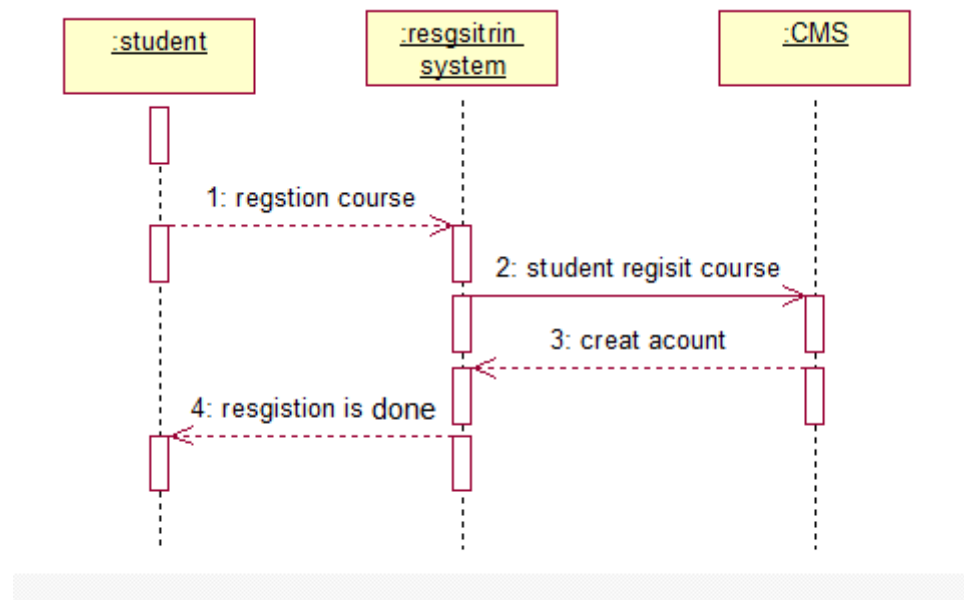 :student
:resgsitrin
system
:CMS
1: regstion course
2: student regisit course
3: creat acount
4: resgistion is done